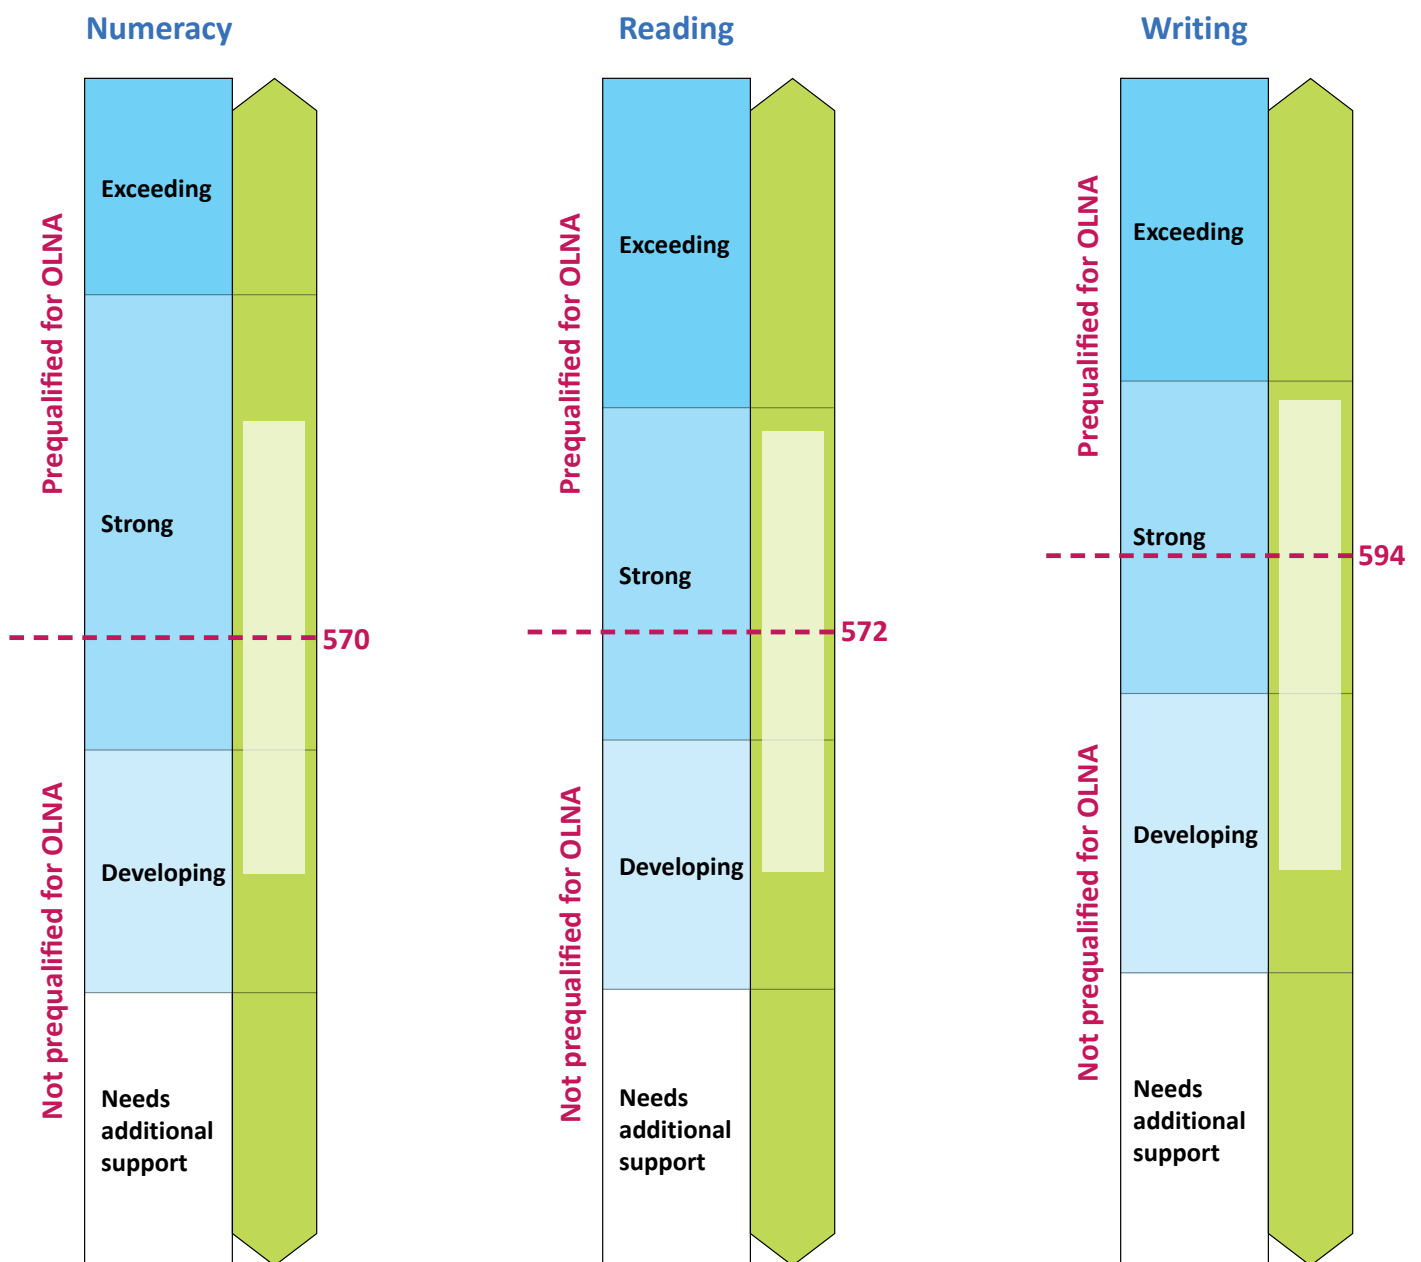 Numeracy
Prequalified for OLNA
Not prequalified for OLNA
Exceeding
Strong
570
Developing
Needs
additional
support
Reading
Prequalified for OLNA
Not prequalified for OLNA
Exceeding
Strong
572
Developing
Needs
additional
support
Writing
Prequalified for OLNA
Not prequalified for OLNA
Exceeding
Strong
594
Developing
Needs
additional
support